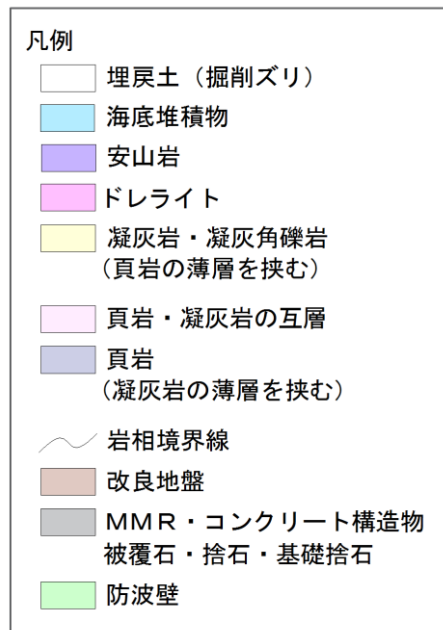 凡例
埋戻土（掘削ズリ）
海底堆積物
安山岩
ドレライト
凝灰岩・凝灰角礫岩
（頁岩の薄層を挟む）
頁岩・凝灰岩の互層
頁岩
（凝灰岩の薄層を挟む）
岩相境界線
改良地盤
ＭＭＲ・コンクリート構造物
被覆石・捨石・基礎捨石
防波壁